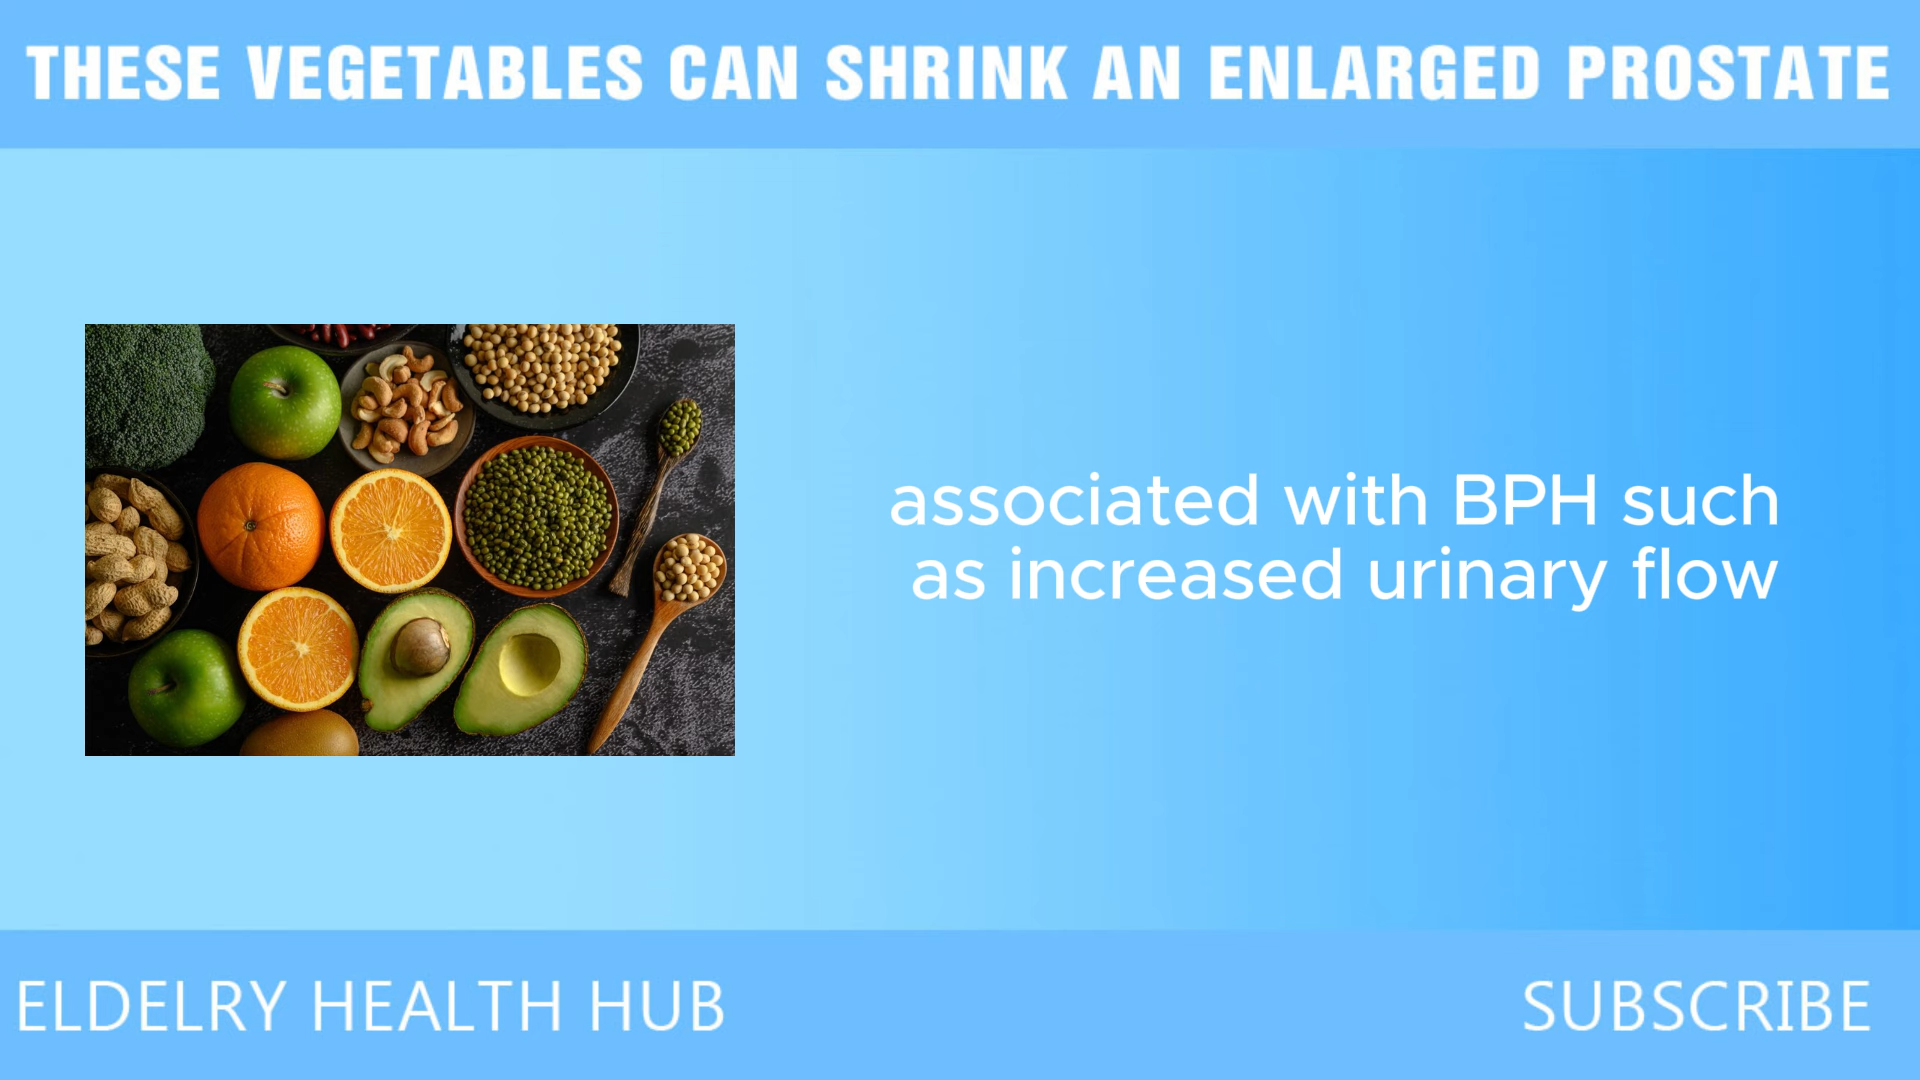 THESE VEGETABLES CAN SHRINK AN ENLARGED PROSTATE
associated with BPH such
as increased urinary flow
ELDELRY HEALTH HUB
SUBSCRIBE